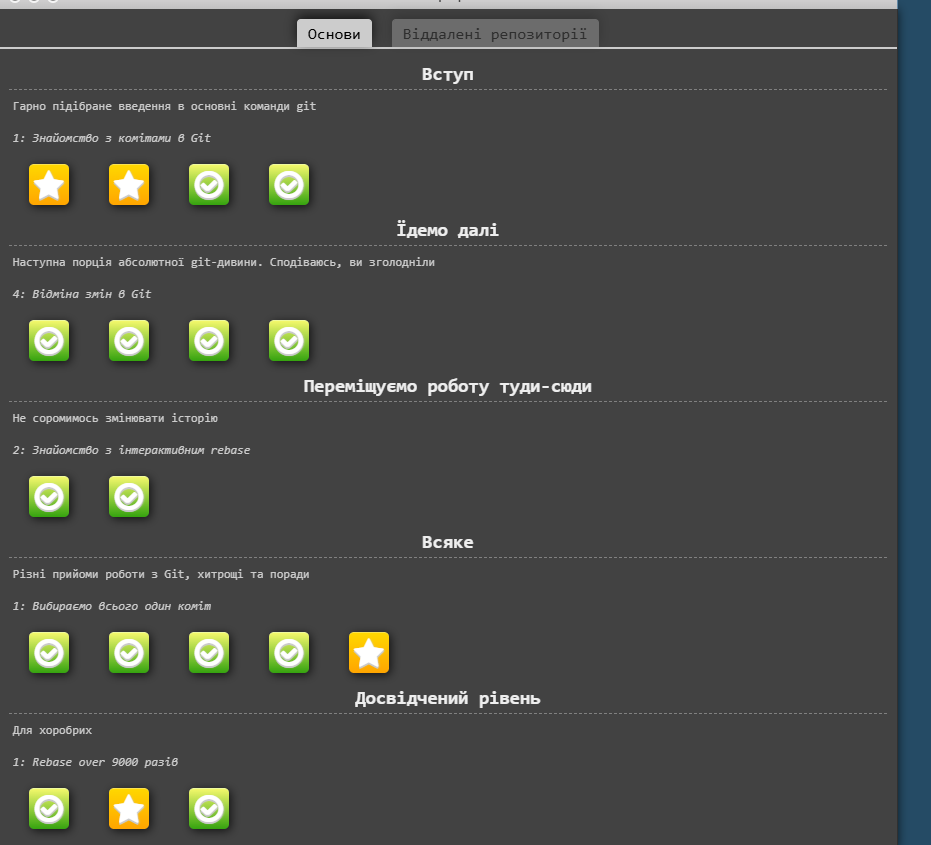 Основи
Віддалені репозиторії
Вступ
Гарно підібране введення в основні команди git
1: Знайомство з комітами в Git
Їдемо далі
Наступна порція абсолютної git-дивини. Сподіваюсь, ви зголодніли
4: Відміна змін в Git
Переміщуємо роботу туди-сюди
Не соромимось змінювати історію
2: Знайомство з інтерактивним rebase
Всяке
Різні прийоми роботи з Git, хитрощі та поради
1: Вибираємо всього один коміт
Досвідчений рівень
Для хоробрих
1: Rebase over 9000 разів